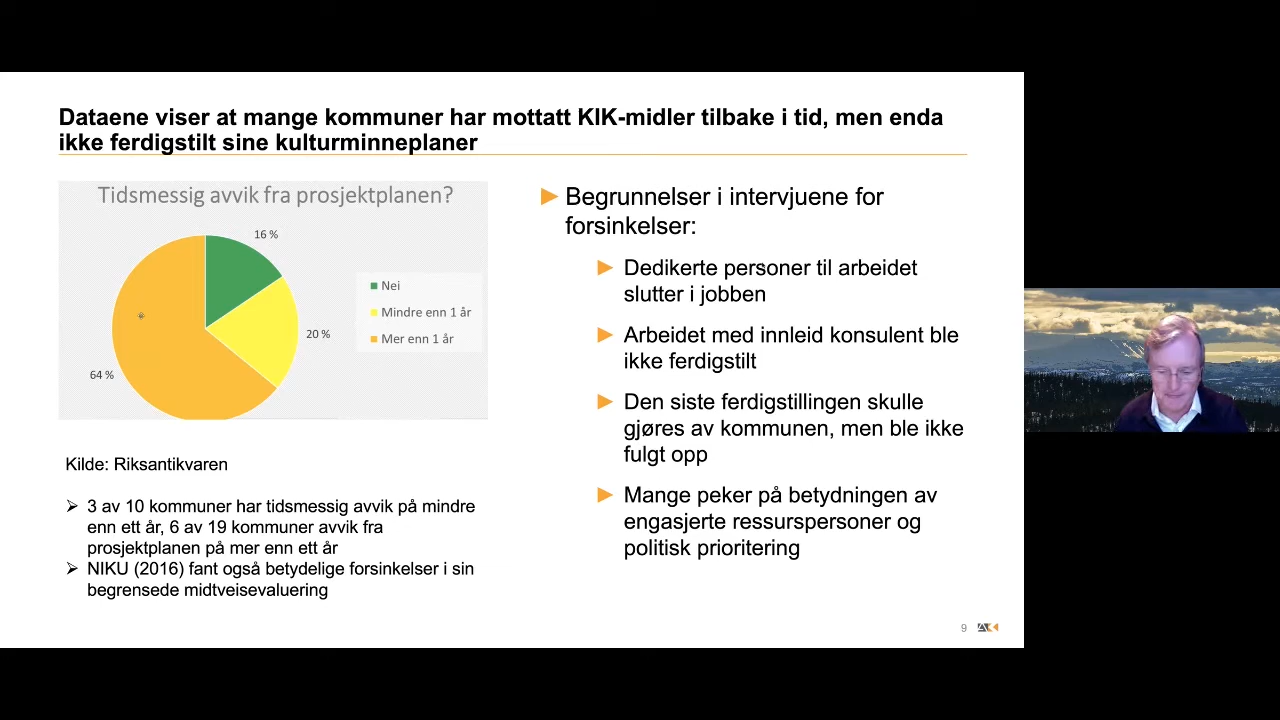 Dataene viser at mange kommuner har mottatt KIK-midler tilbake i tid, men enda
ikke ferdigstilt sine kulturminneplaner
Tidsmessig avvik fra prosjektplanen?
16 %
20 %
64 %
Nei
Mindre enn 1 år
Mer enn 1 år
Kilde: Riksantikvaren
3 av 10 kommuner har tidsmessig avvik på mindre
enn ett år, 6 av 19 kommuner avvik fra
prosjektplanen på mer enn ett år
NIKU (2016) fant også betydelige forsinkelser i sin
begrensede midtveisevaluering
Begrunnelser i intervjuene for
forsinkelser:
Dedikerte personer til arbeidet
slutter i jobben
Arbeidet med innleid konsulent ble
ikke ferdigstilt
Den siste ferdigstillingen skulle
gjøres av kommunen, men ble ikke
fulgt opp
Mange peker på betydningen av
engasjerte ressurspersoner og
politisk prioritering
9